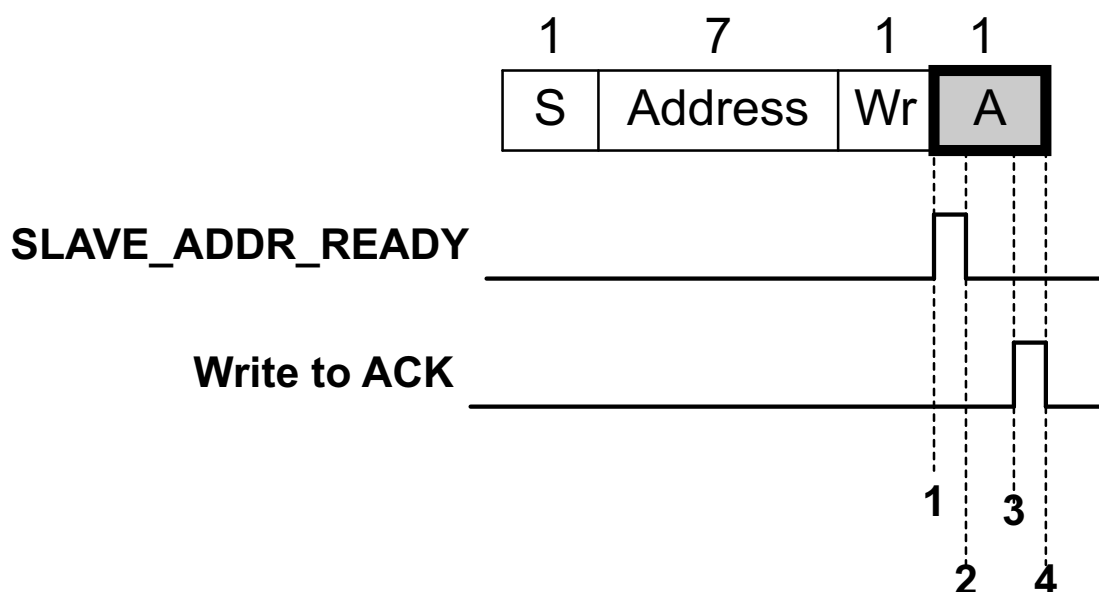 1 7 1 1
S Address Wr A
SLAVE_ADDR_READY
Write to ACK
1 3
2 4